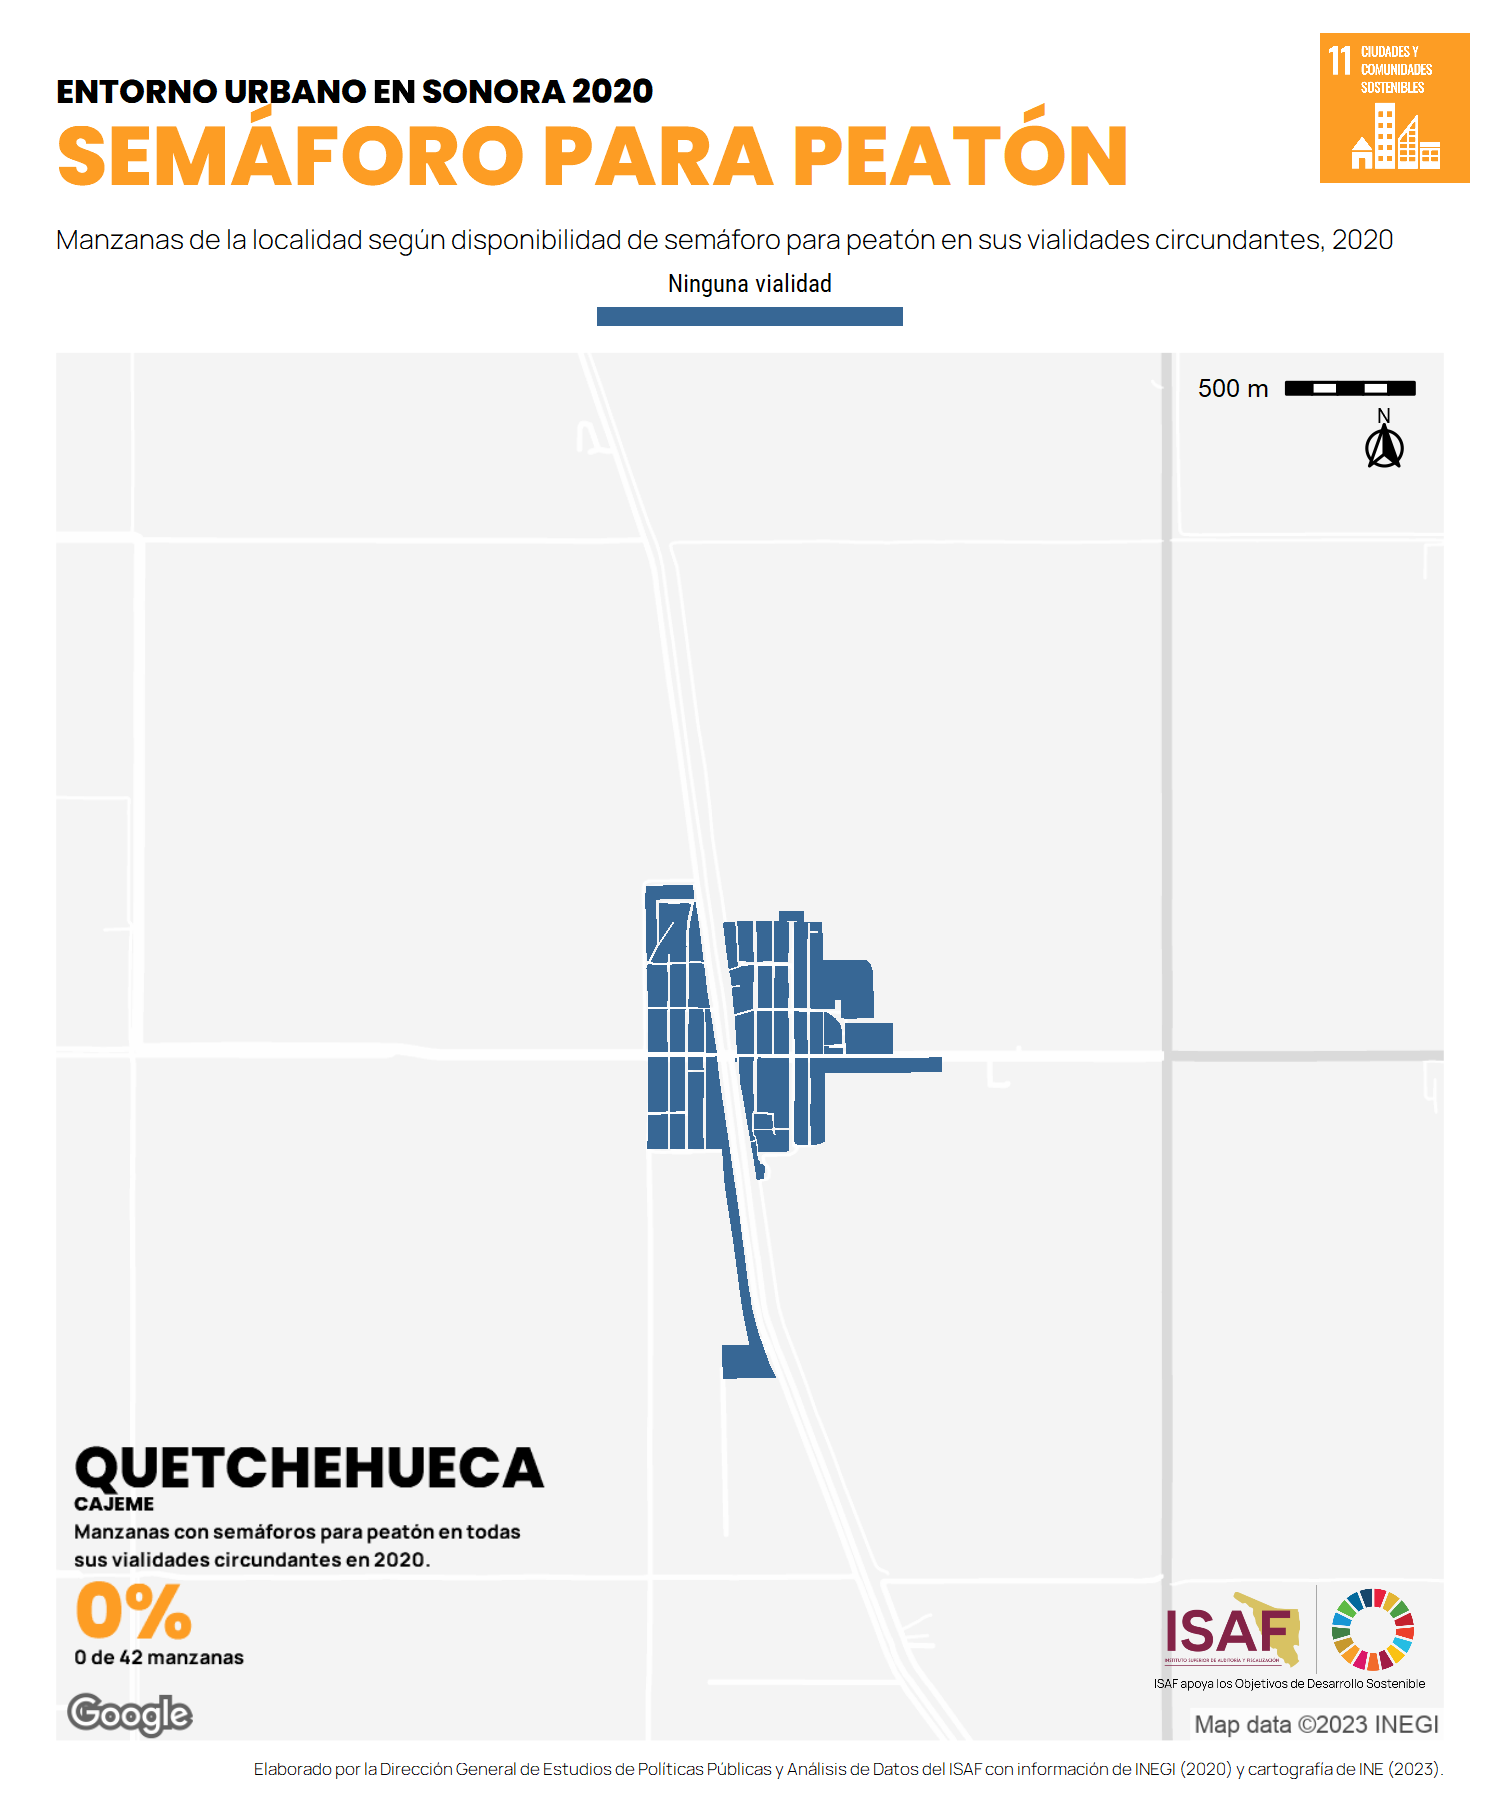 ENTORNO URBANO EN SONORA 2020
SEMÁFORO PARA PEATÓN
11 CIUDADES Y
COMUNIDADES
SOSTENIBLES
Manzanas de la localidad según disponibilidad de semáforo para peatón en sus vialidades circundantes, 2020
Ninguna vialidad
500 m
N
QUETCHEHUECA
CAJEME
Manzanas con semáforos para peatón en todas
sus vialidades circundantes en 2020.
0%
0 de 42 manzanas
Google
ISAF
INSTITUTO SUPERIOR DE AUDITORÍA Y FISCALIZACIÓN
ISAF apoya los Objetivos de Desarrollo Sostenible
Map data ©2023 INEGI
Elaborado por la Dirección General de Estudios de Políticas Públicas y Análisis de Datos del ISAF con información de INEGI (2020) y cartografía de INE (2023).